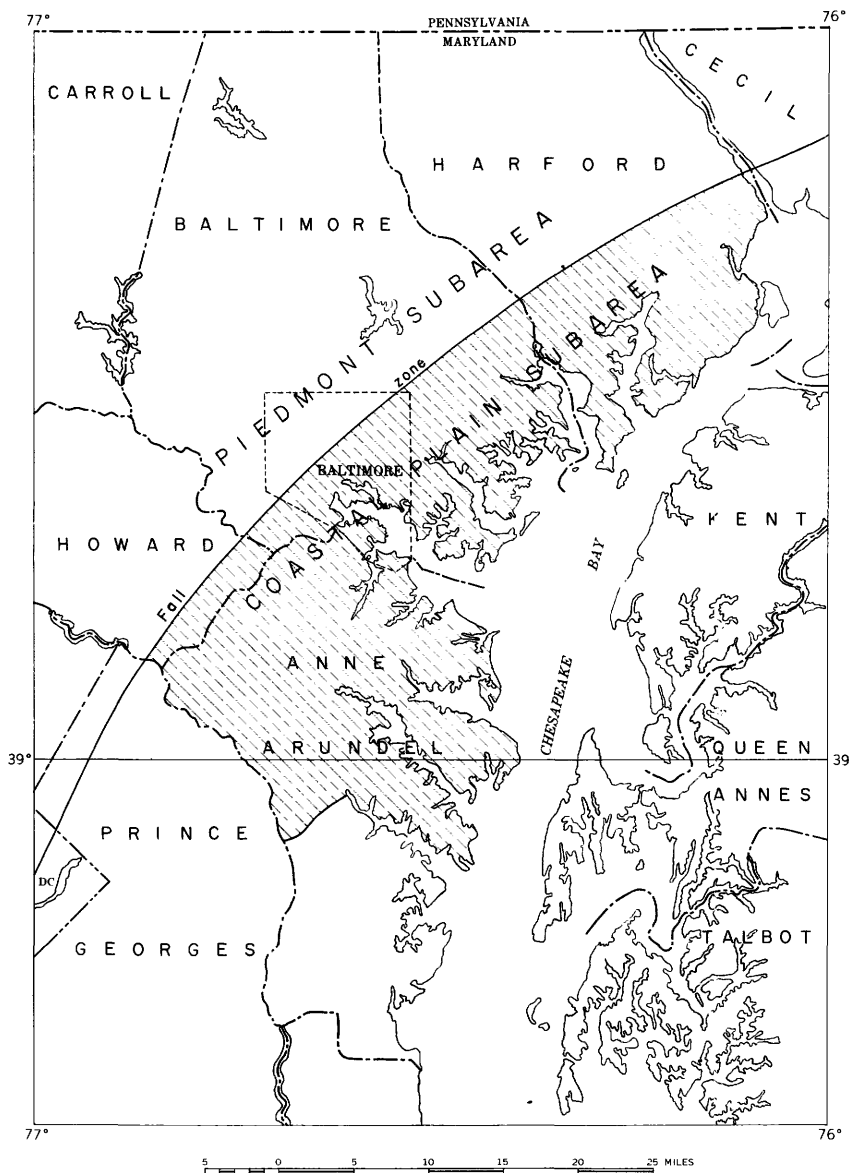 77° 76°
PENNSYLVANIA
MARYLAND
CECIL
CARROLL
HARFORD
BALTIMORE
PIEDMONT SUBAREA
COASTAL PLAIN SUBAREA
Fall zone
BALTIMORE
KENT
HOWARD
CHESAPEAKE BAY
ANNE
ARUNDEL
39° 39
QUEEN
ANNES
PRINCE
DC
GEORGES
TALBOT
77° 76°
5 0 5 10 15 20 25 MILES